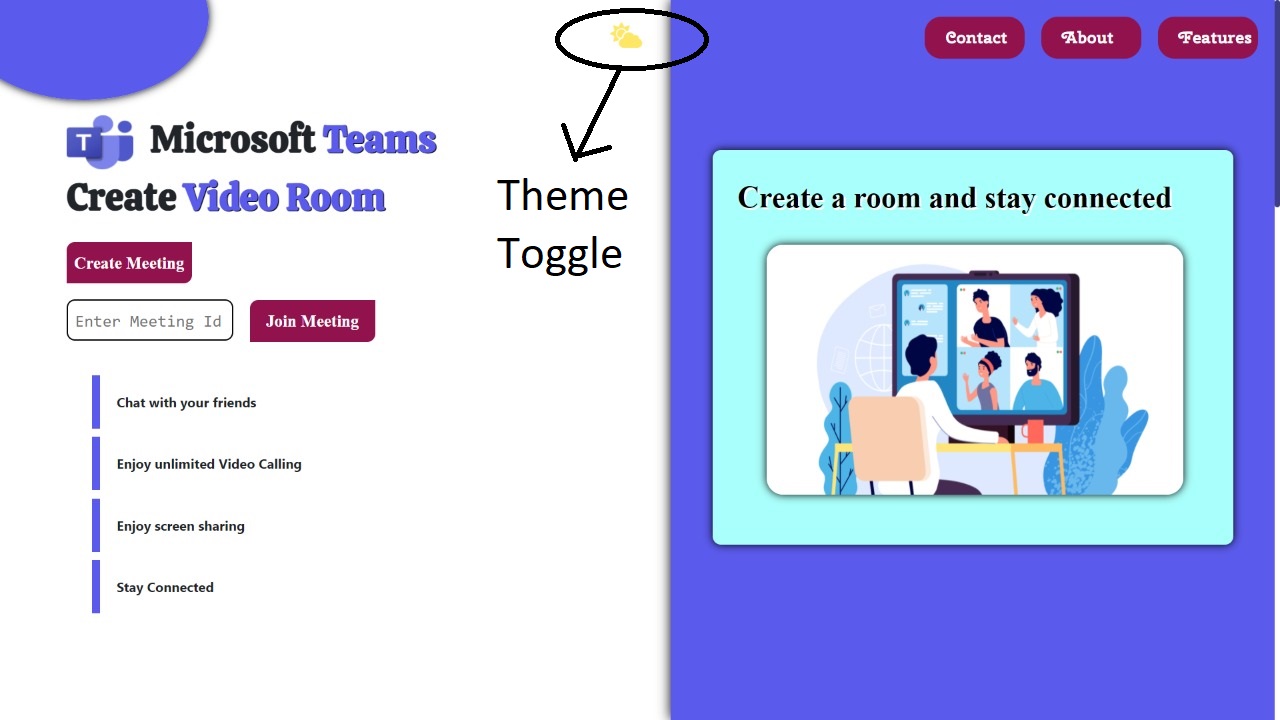 Contact
About
Features
T
Microsoft Teams
Create Video Room
Theme
Toggle
Create a room and stay connected
Create Meeting
Enter Meeting Id
Join Meeting
Chat with your friends
Enjoy unlimited Video Calling
Enjoy screen sharing
Stay Connected